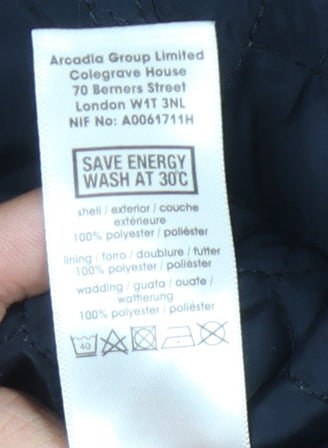 Arcadia Group Limited
Colegrave House
70 Berners Street
London W1T 3NL
NIF No: A0061711H
SAVE ENERGY
WASH AT 30°C
shell / exterior / couche
extérieure
100% polyester / poliéster
lining / forro / doublure / futter
100% polyester / poliéster
wadding / guata / ouate /
wattierung
100% polyester / poliéster
40